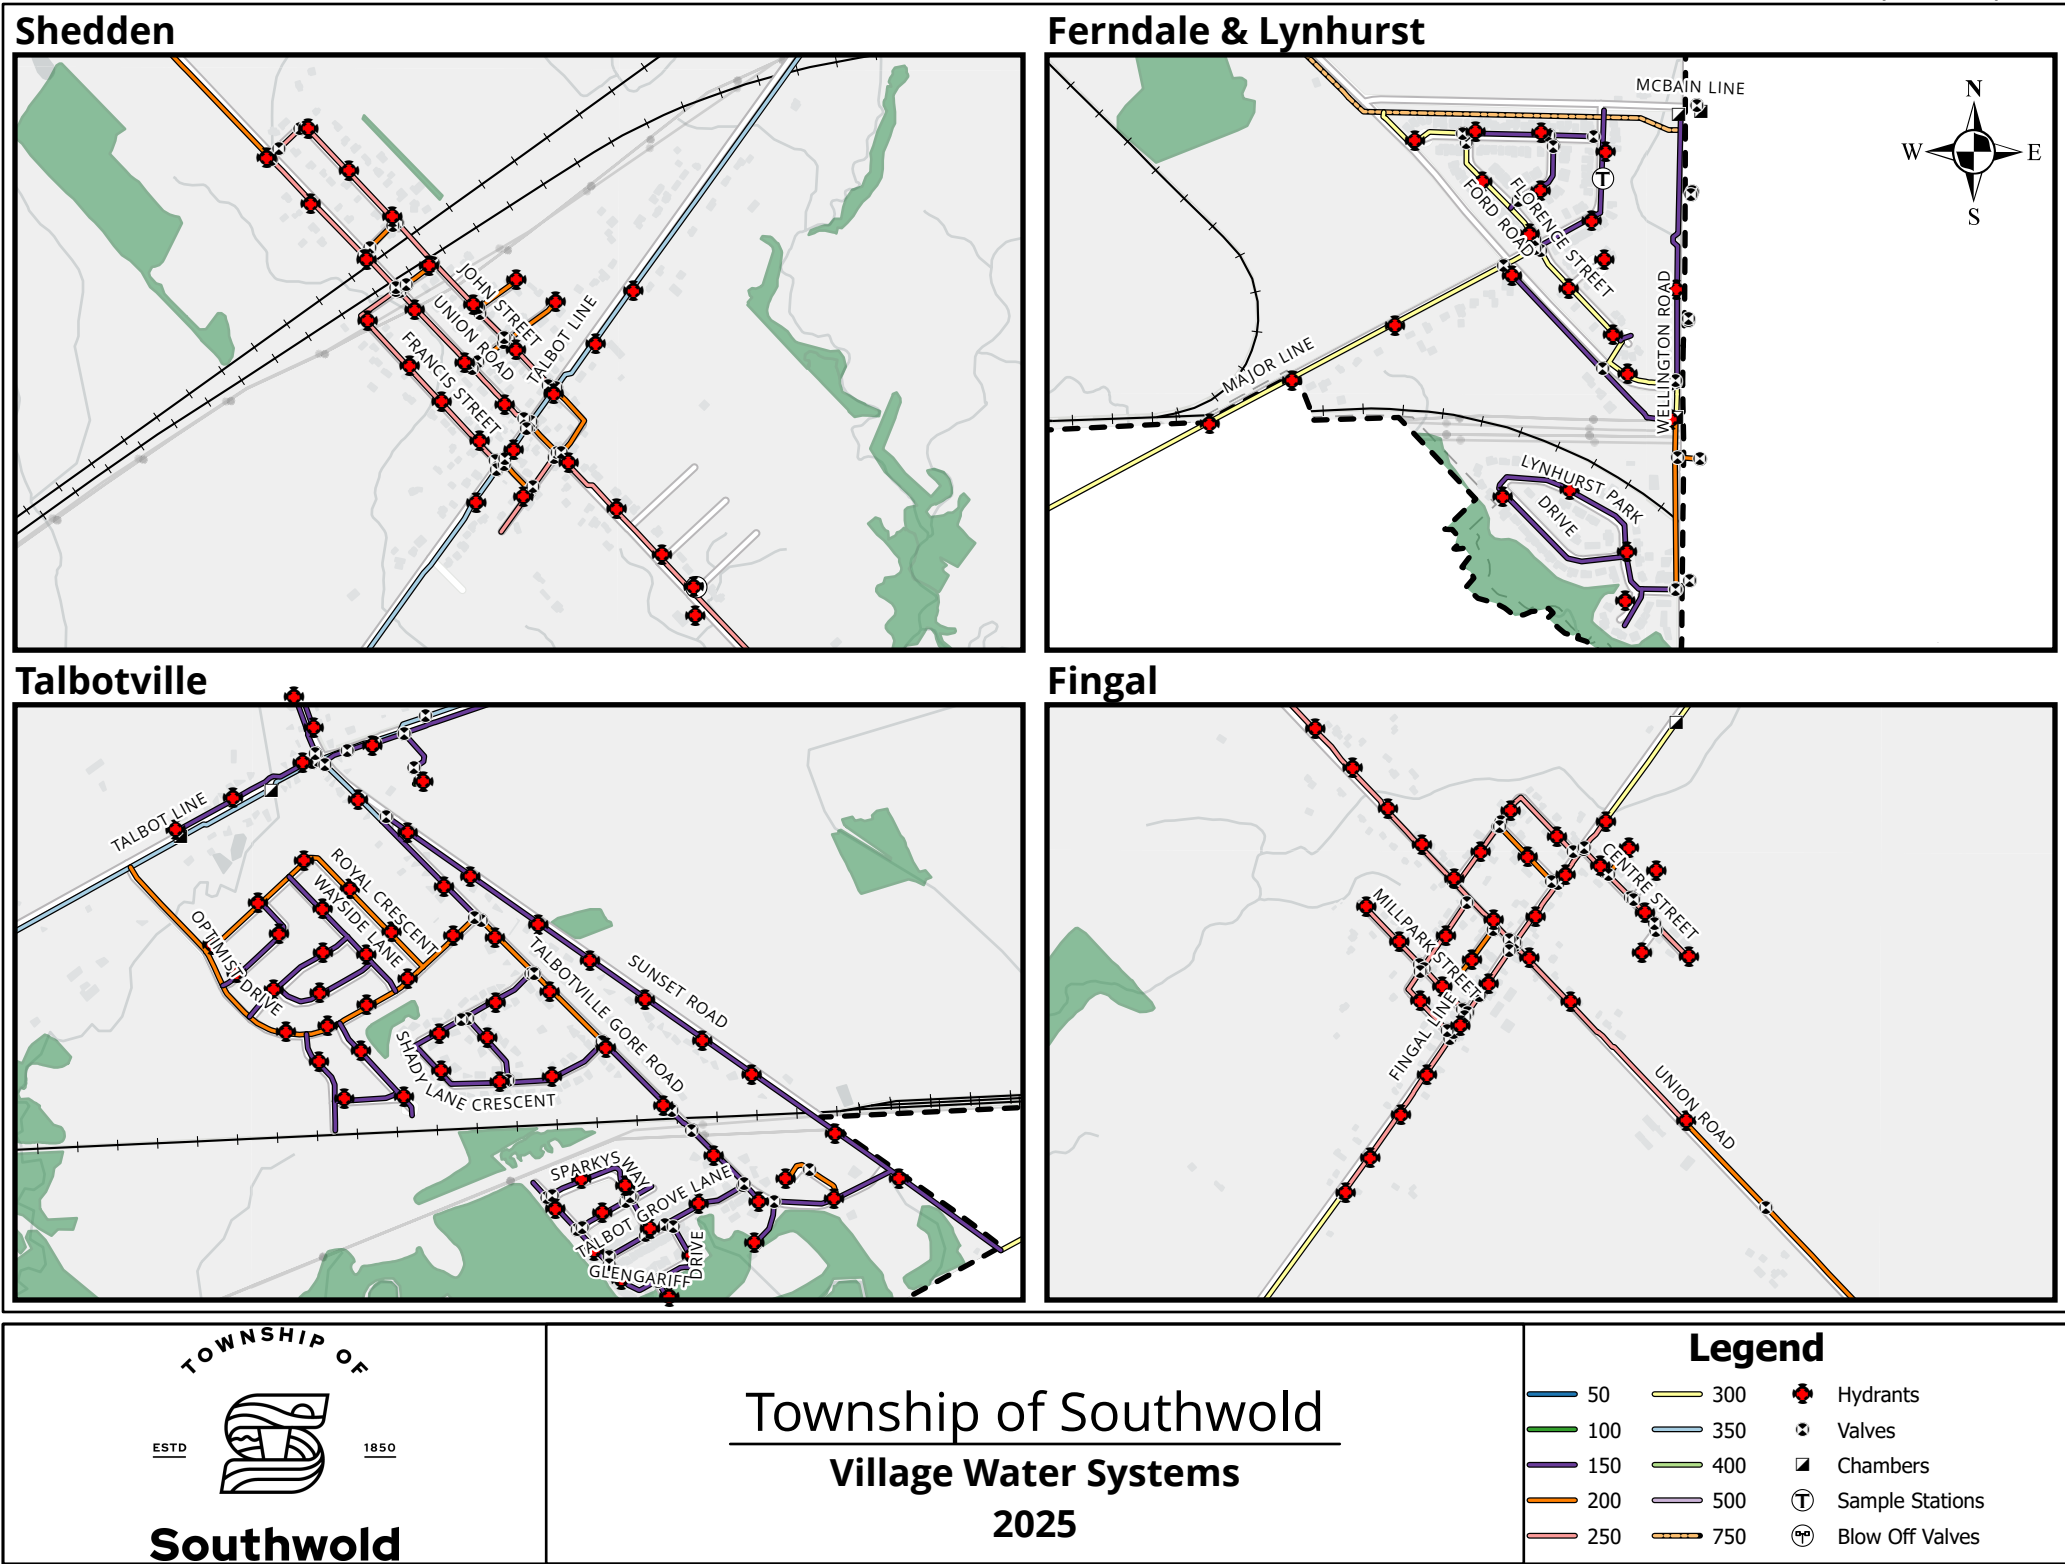 Shedden
JOHN STREET
UNION ROAD
TALBOT LINE
FRANCIS STREET
Ferndale & Lynhurst
MCBAIN LINE
N
W
E
S
FORD ROAD
FLORENCE STREET
WELLINGTON ROAD
MAJOR LINE
LYNHURST PARK
DRIVE
T
Talbotville
TALBOT LINE
ROYAL CRESCENT
WAYSIDE LANE
OPTIMIST DRIVE
SHADY LANE CRESCENT
TALBOTVILLE GORE ROAD
SUNSET ROAD
SPARKYS WAY
TALBOT GROVE LANE
GLENGARIFF DRIVE
Fingal
CENTRE STREET
MILLPARK STREET
FINGAL LINE
UNION ROAD
TOWNSHIP OF
ESTD
1850
Southwold
Township of Southwold
Village Water Systems
2025
Legend
50
300
Hydrants
100
350
Valves
150
400
Chambers
200
500
T
Sample Stations
250
750
Blow Off Valves